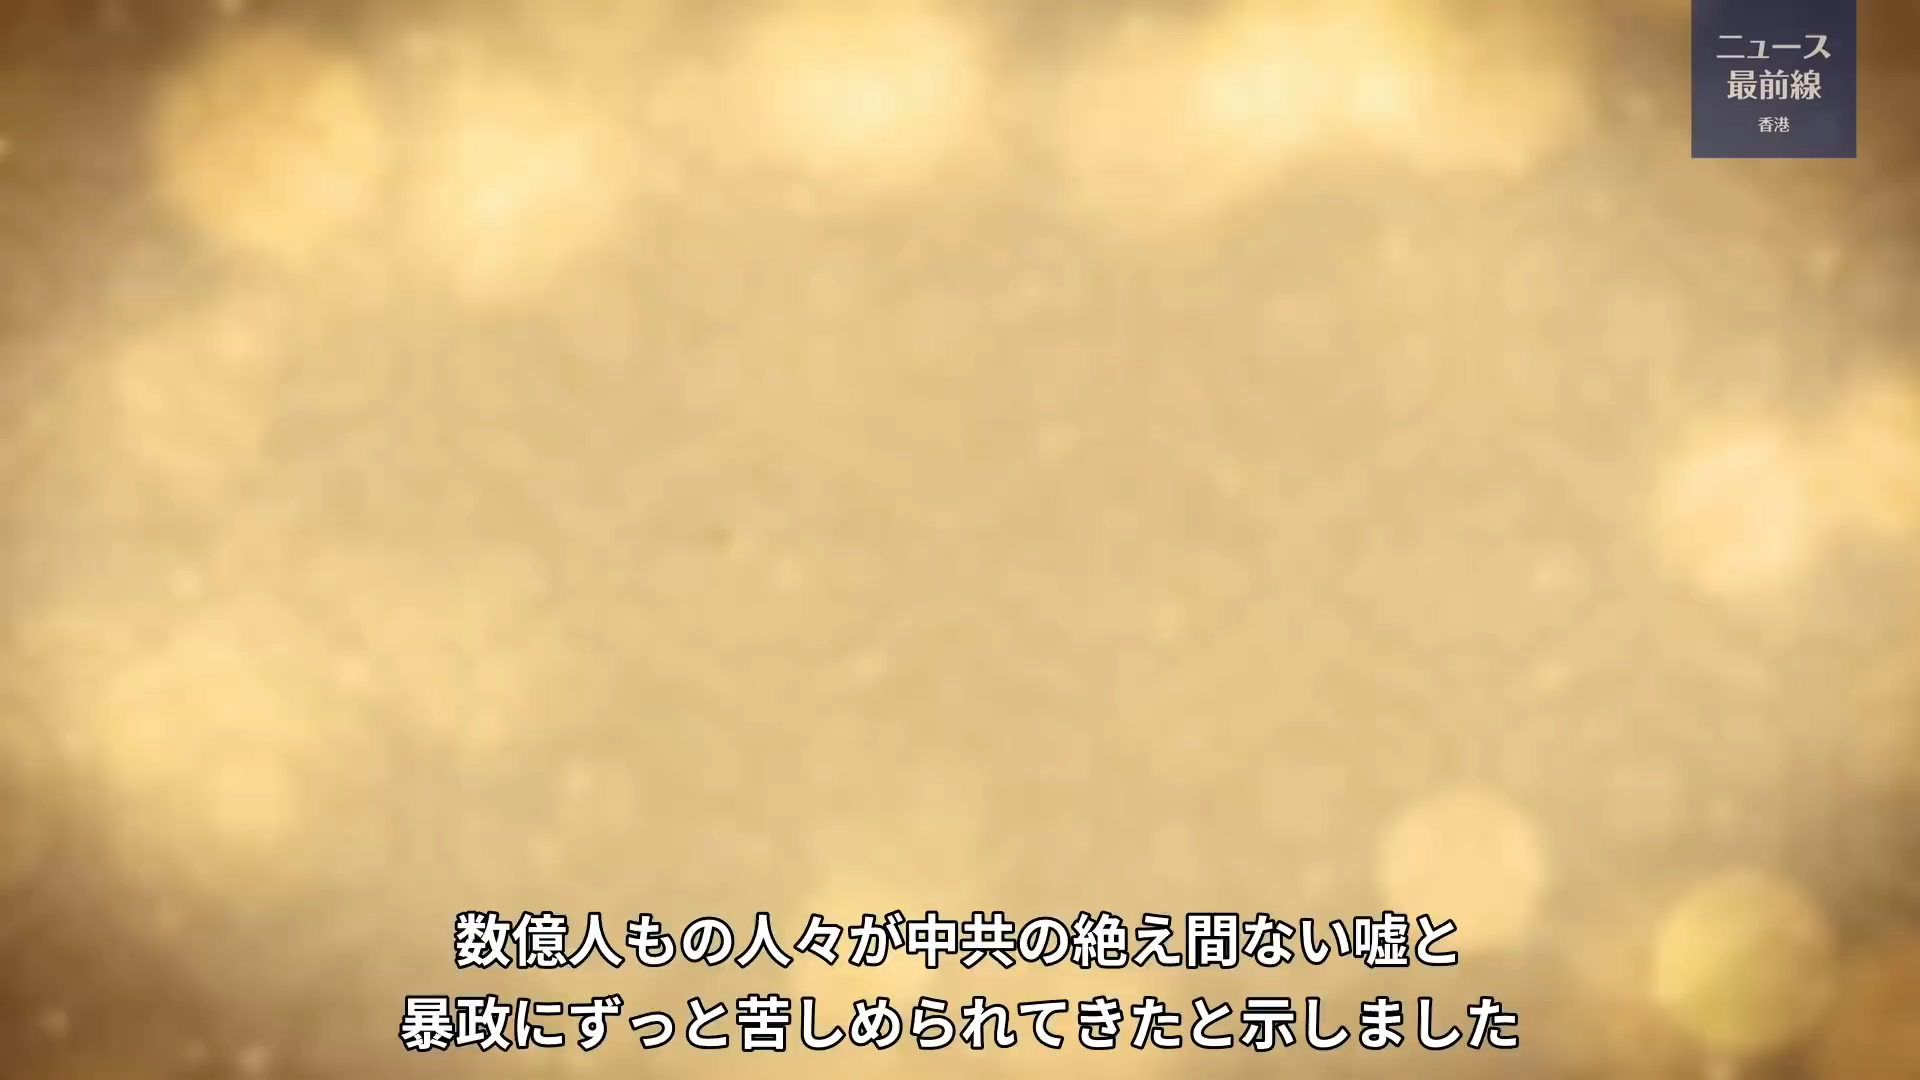 ニュース
最前線
香港
数億人もの人々が中共の絶え間ない嘘と
暴政にずっと苦しめられてきたと示しました